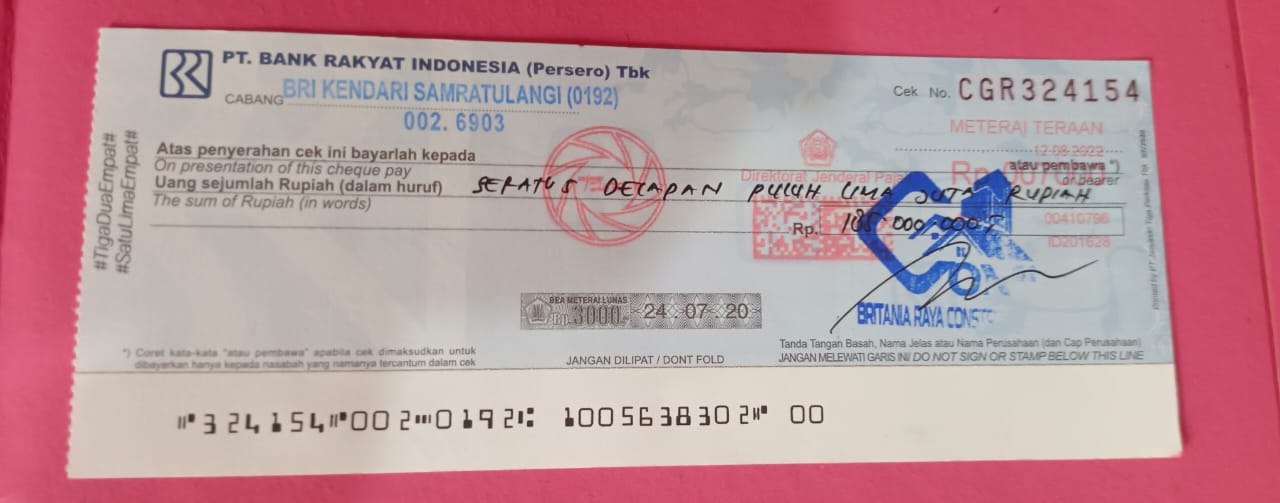 PT. BANK RAKYAT INDONESIA (Persero) Tbk
CABANG BRI KENDARI SAMRATULANGI (0192)
002. 6903
Cek No. CGR324154
METERAI TERAAN
12-08-2022
#TigaDuaEmpat#
#SatuLimaEmpat#
Atas penyerahan cek ini bayarlah kepada
On presentation of this cheque pay
atau pembawa *)
or bearer
Direktorat Jenderal Pajak
Uang sejumlah Rupiah (dalam huruf) SERATUS DELAPAN PULUH LIMA JUTA RUPIAH
The sum of Rupiah (in words)
Rp. 185.000.000
00410796
ID201628
BEA METERAI LUNAS
Rp. 3000 24 . 07 . 20
BRITANIA RAYA
*) Coret kata-kata "atau pembawa" apabila cek dimaksudkan untuk
dibayarkan hanya kepada nasabah yang namanya tercantum dalam cek
JANGAN DILIPAT / DONT FOLD
Tanda Tangan Basah, Nama Jelas atau Nama Perusahaan (dan Cap Perusahaan)
JANGAN MELEWATI GARIS INI/ DO NOT SIGN OR STAMP BELOW THIS LINE
⑈324154⑈002⑉0192⑆ 1005638302⑈ 00